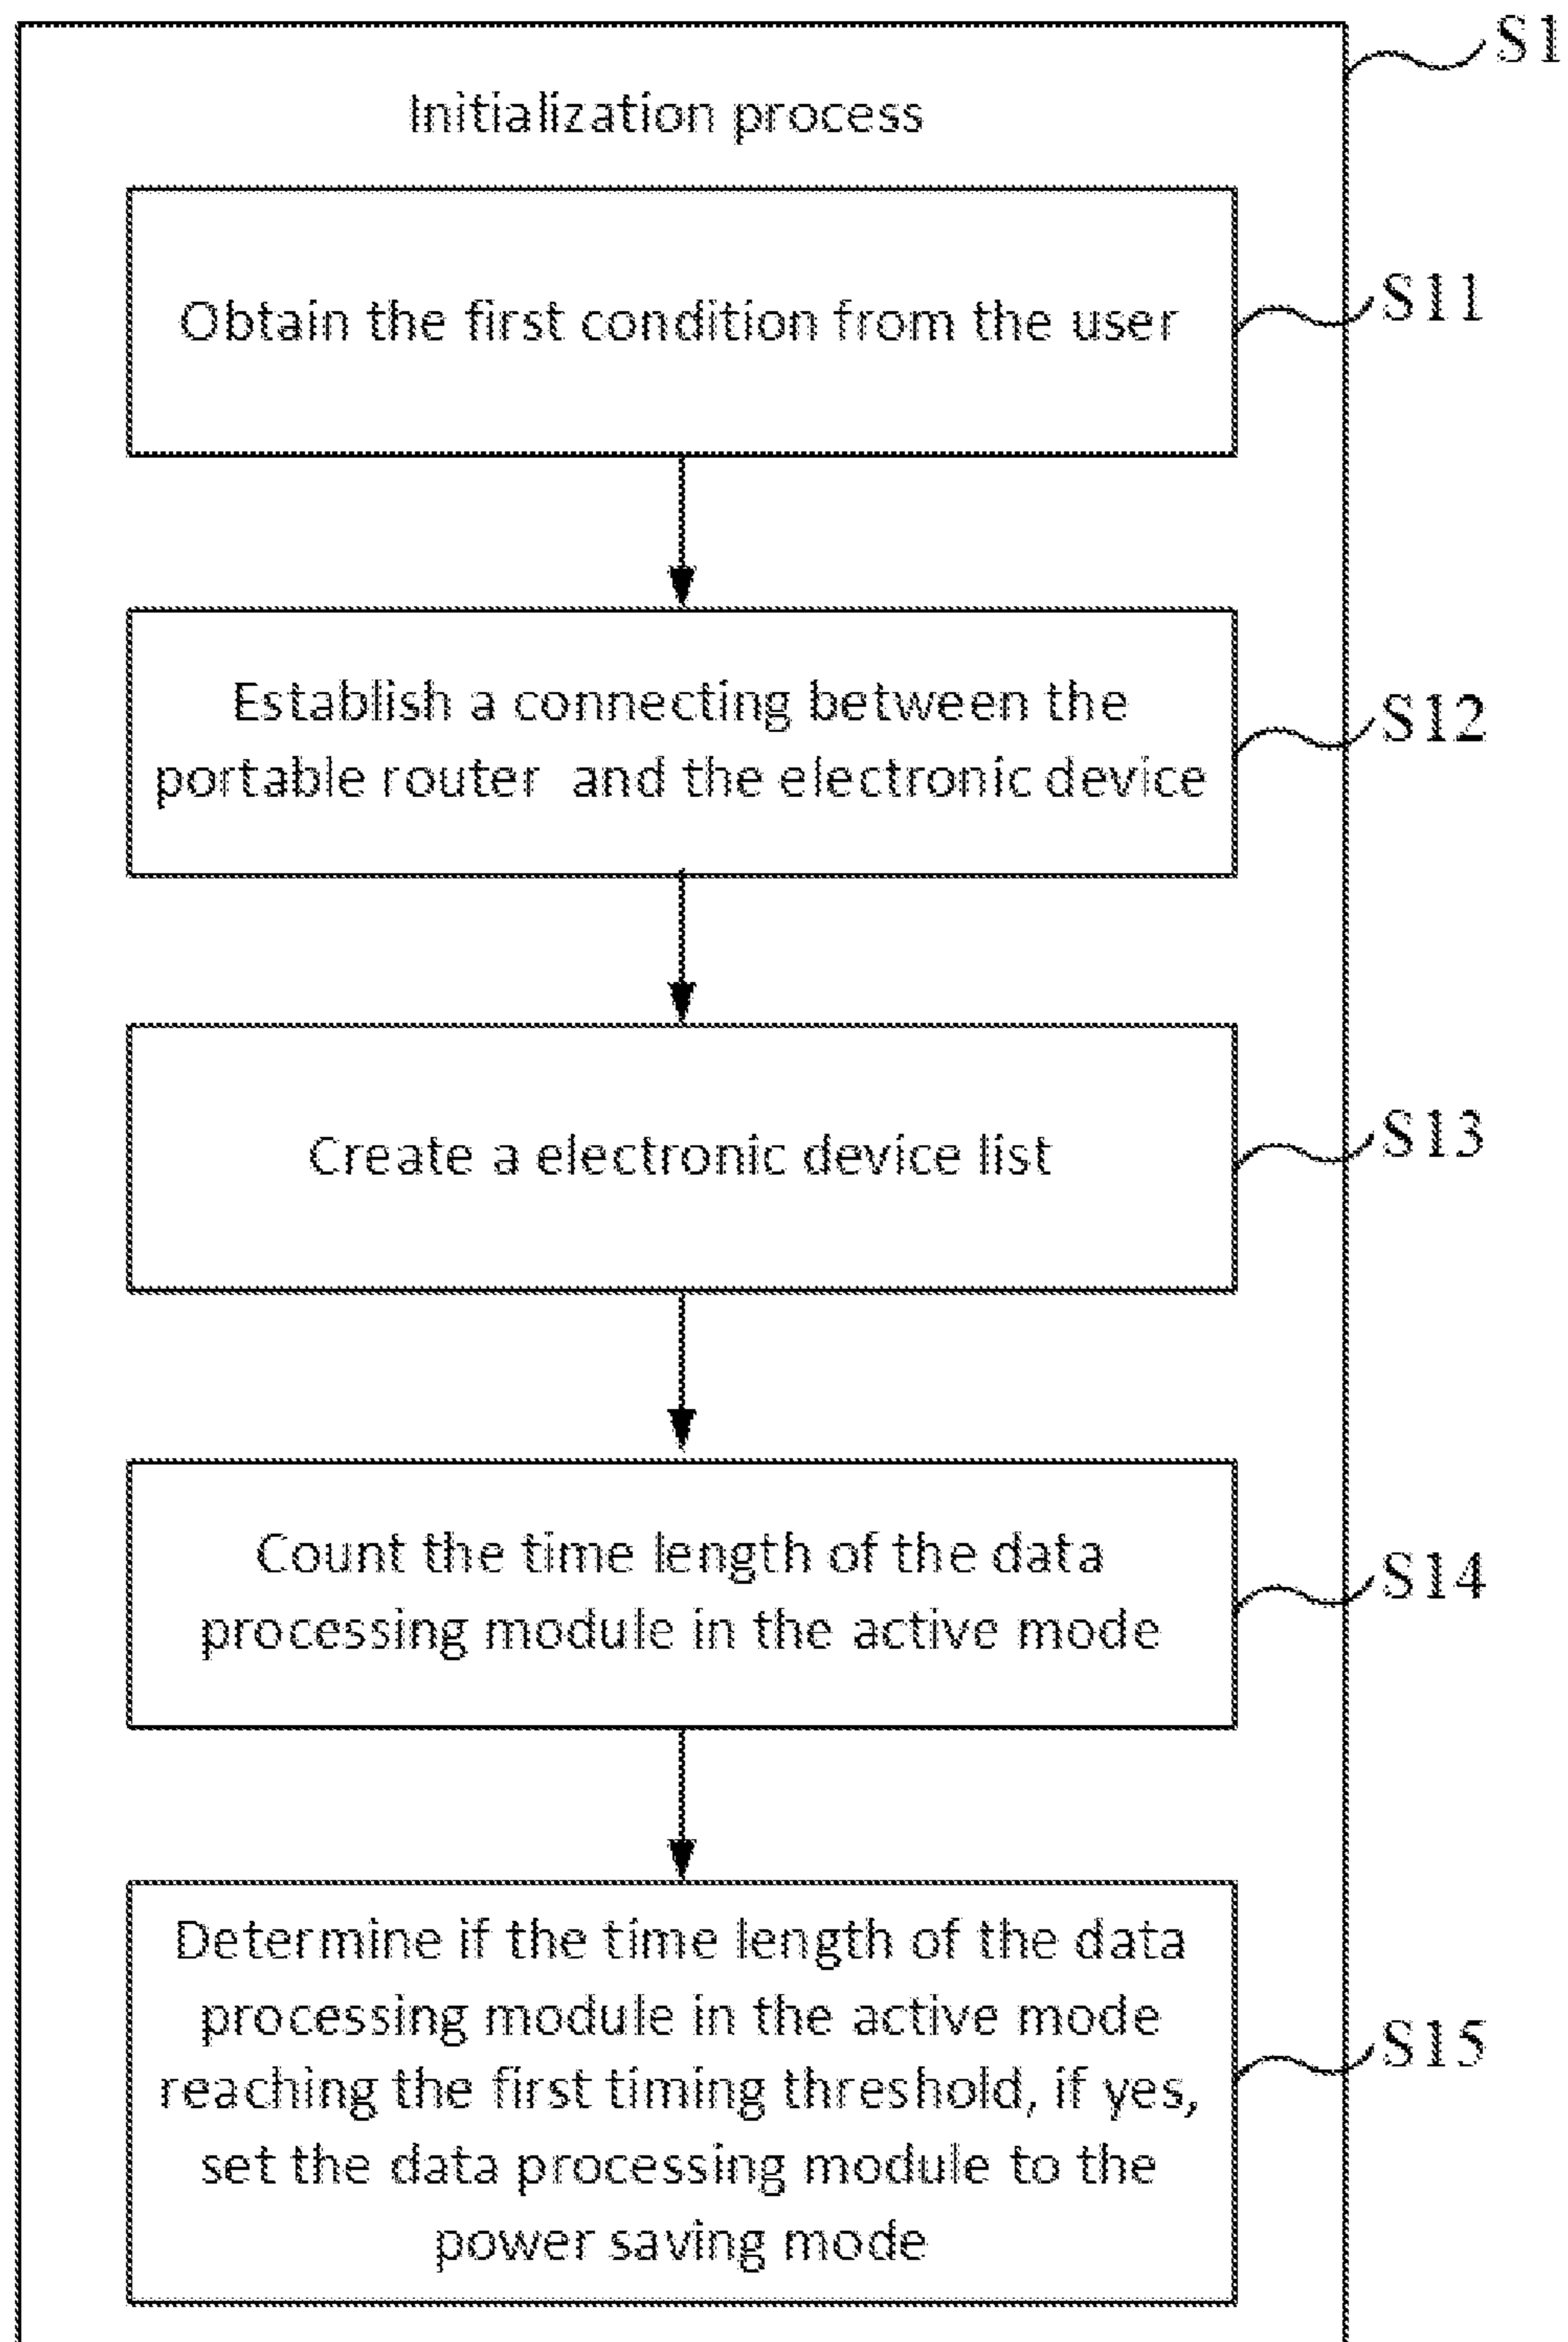 S1
Initialization process
Obtain the first condition from the user
S11
Establish a connecting between the
portable router and the electronic device
S12
Create a electronic device list
S13
Count the time length of the data
processing module in the active mode
S14
Determine if the time length of the data
processing module in the active mode
reaching the first timing threshold, if yes,
set the data processing module to the
power saving mode
S15